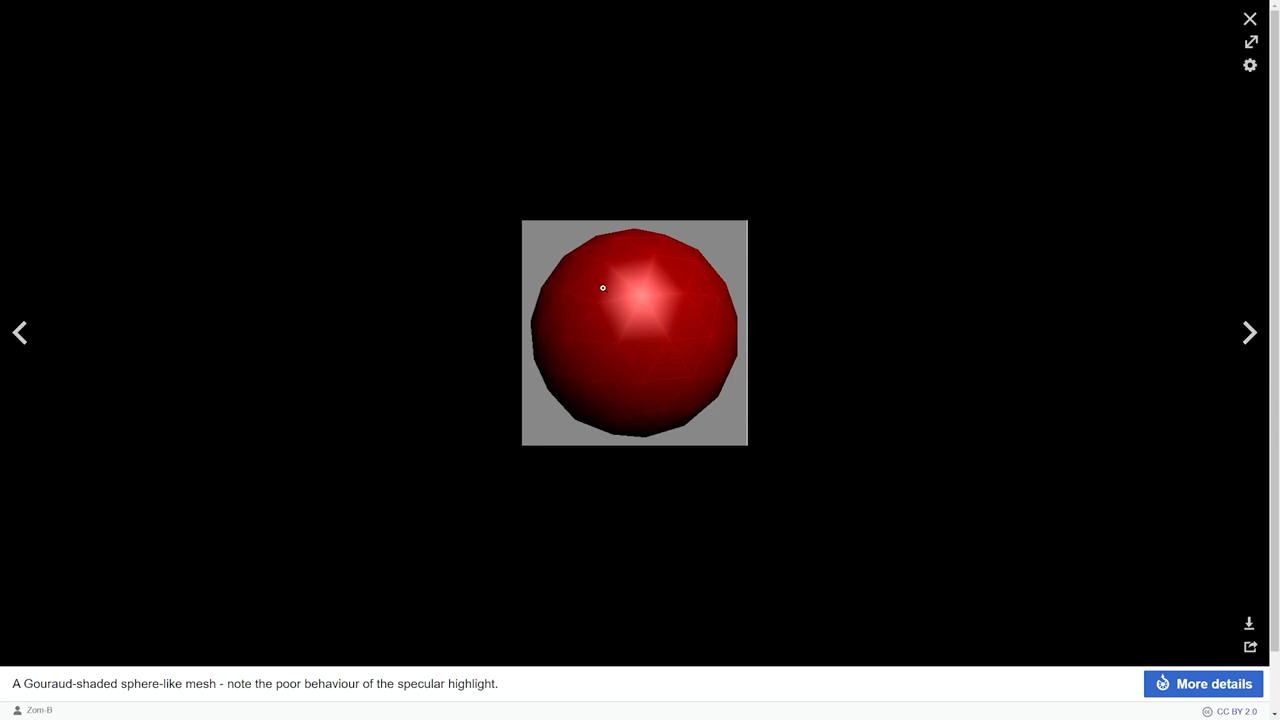 A Gouraud-shaded sphere-like mesh - note the poor behaviour of the specular highlight.
More details
Zom-B
CC BY 2.0